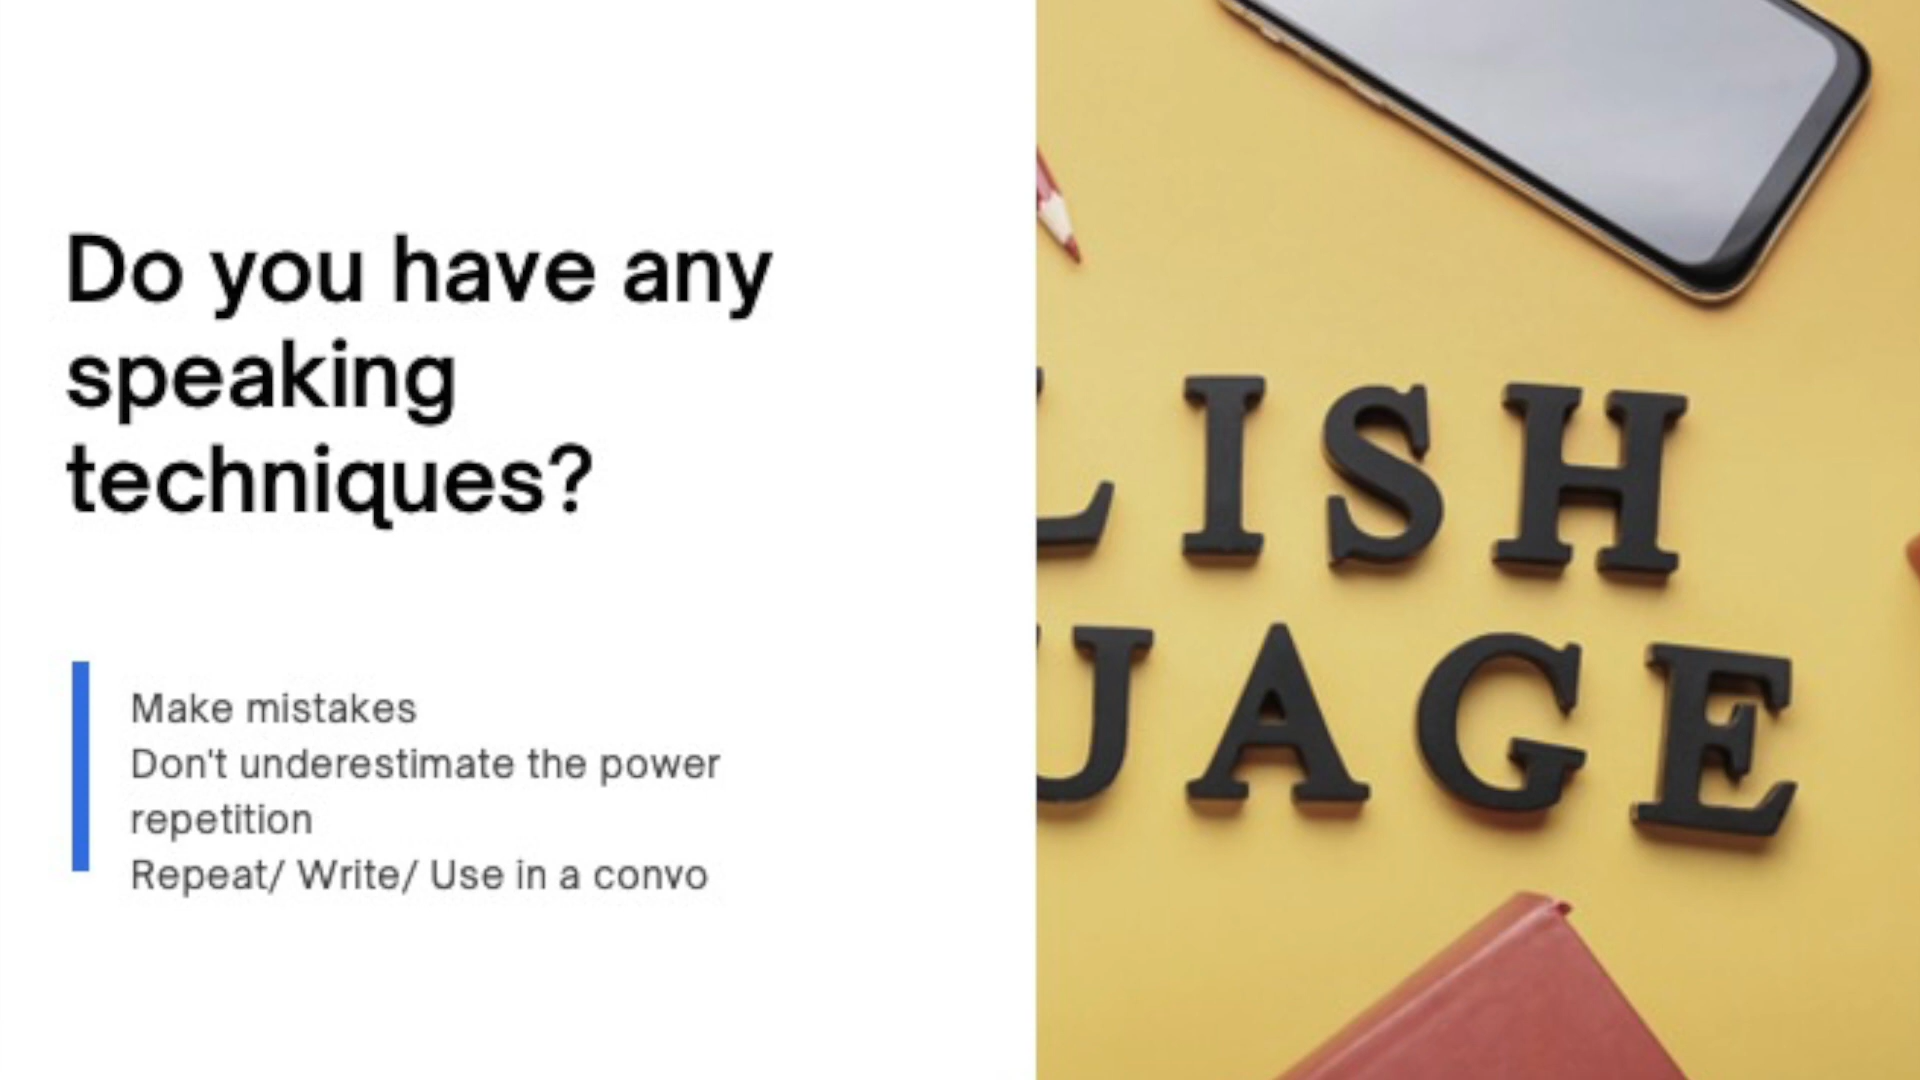 Do you have any
speaking
techniques?
Make mistakes
Don't underestimate the power
repetition
Repeat/ Write/ Use in a convo
LISH
UAGE